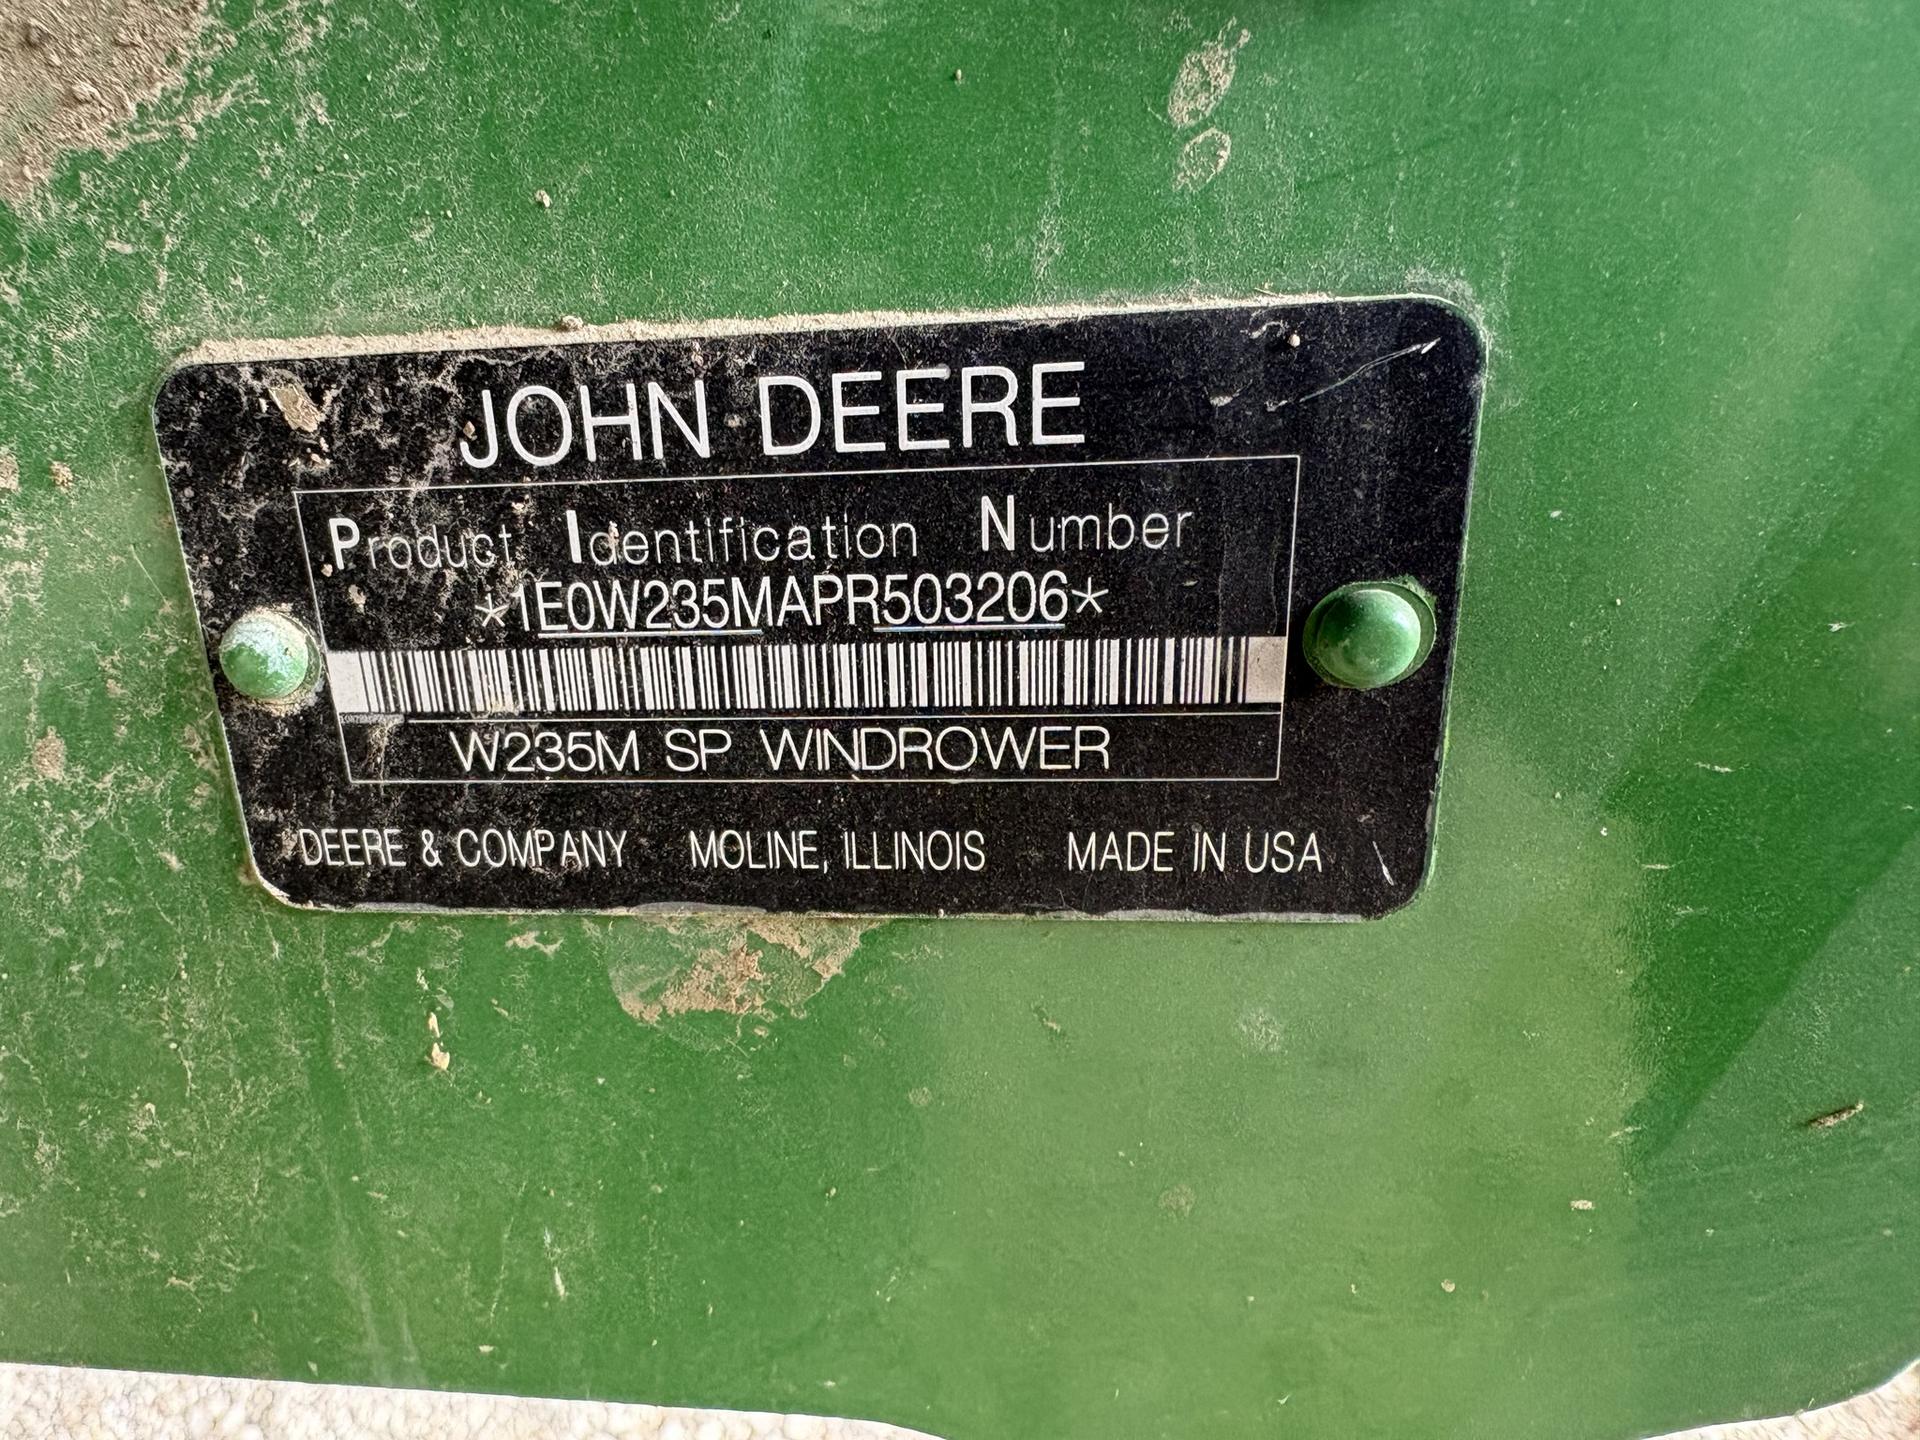 JOHN DEERE
Product Identification Number
*1E0W235MAPR503206*
W235M SP WINDROWER
DEERE & COMPANY MOLINE, ILLINOIS MADE IN USA